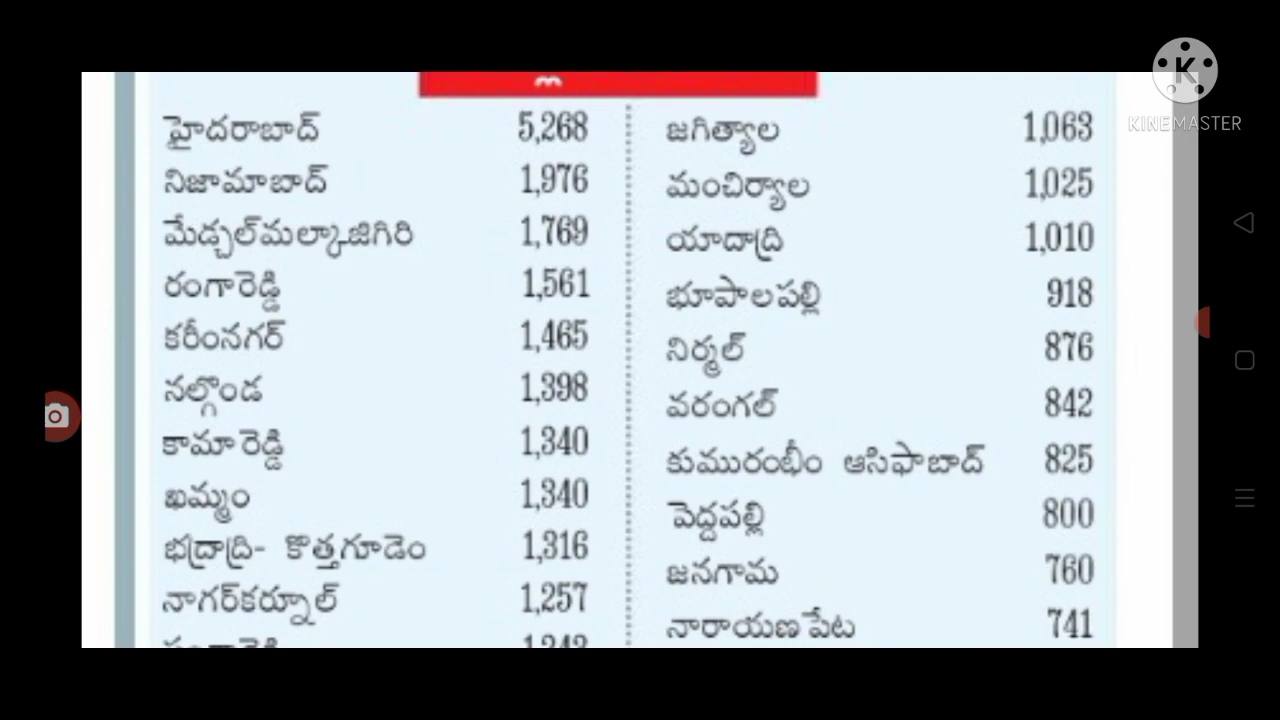 KINEMASTER
హైదరాబాద్ 5,268
నిజామాబాద్ 1,976
మేడ్చల్‌మల్కాజిగిరి 1,769
రంగారెడ్డి 1,561
కరీంనగర్ 1,465
నల్గొండ 1,398
కామారెడ్డి 1,340
ఖమ్మం 1,340
భద్రాద్రి- కొత్తగూడెం 1,316
నాగర్‌కర్నూల్ 1,257
జగిత్యాల 1,063
మంచిర్యాల 1,025
యాదాద్రి 1,010
భూపాలపల్లి 918
నిర్మల్ 876
వరంగల్ 842
కుమురంభీం ఆసిఫాబాద్ 825
పెద్దపల్లి 800
జనగామ 760
నారాయణపేట 741